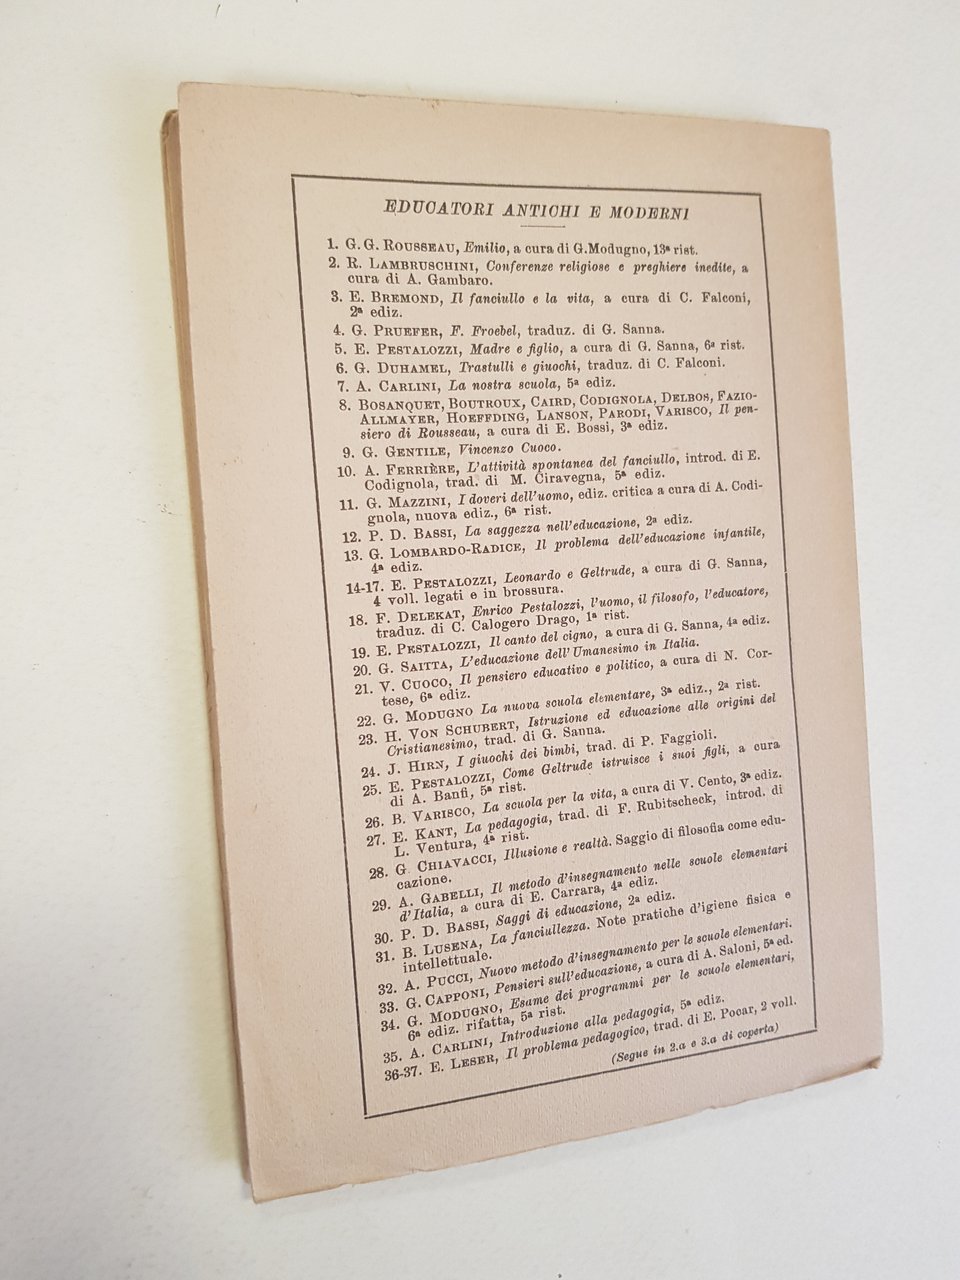 EDUCATORI ANTICHI E MODERNI
1. G. G. ROUSSEAU, Emilio, a cura di G. Modugno, 13ª rist.
2. R. LAMBRUSCHINI, Conferenze religiose e preghiere inedite, a
cura di A. Gambaro.
3. E. BREMOND, Il fanciullo e la vita, a cura di C. Falconi,
2ª ediz.
4. G. PRUEFER, F. Froebel, traduz. di G. Sanna.
5. E. PESTALOZZI, Madre e figlio, a cura di G. Sanna, 6ª rist.
6. G. DUHAMEL, Trastulli e giuochi, traduz. di C. Falconi.
7. A. CARLINI, La nostra scuola, 5ª ediz.
8. BOSANQUET, BOUTROUX, CAIRD, CODIGNOLA, DELBOS, FAZIO-
ALLMAYER, HOEFFDING, LANSON, PARODI, VARISCO, Il pen-
siero di Rousseau, a cura di E. Bossi, 3ª ediz.
9. G. GENTILE, Vincenzo Cuoco.
10. A. FERRIÈRE, L'attività spontanea del fanciullo, introd. di E.
Codignola, trad. di M. Ciravegna, 5ª ediz.
11. G. MAZZINI, I doveri dell'uomo, ediz. critica a cura di A. Codi-
gnola, nuova ediz., 6ª rist.
12. P. D. BASSI, La saggezza nell'educazione, 2ª ediz.
13. G. LOMBARDO-RADICE, Il problema dell'educazione infantile,
4ª ediz.
14-17. E. PESTALOZZI, Leonardo e Geltrude, a cura di G. Sanna,
4 voll. legati e in brossura.
18. F. DELEKAT, Enrico Pestalozzi, l'uomo, il filosofo, l'educatore,
traduz. di C. Calogero Drago, 1ª rist.
19. E. PESTALOZZI, Il canto del cigno, a cura di G. Sanna, 4ª ediz.
20. G. SAITTA, L'educazione dell'Umanesimo in Italia.
21. V. CUOCO, Il pensiero educativo e politico, a cura di N. Cor-
tese, 6ª ediz.
22. G. MODUGNO La nuova scuola elementare, 3ª ediz., 2ª rist.
23. H. VON SCHUBERT, Istruzione ed educazione alle origini del
Cristianesimo, trad. di G. Sanna.
24. J. HIRN, I giuochi dei bimbi, trad. di P. Faggioli.
25. E. PESTALOZZI, Come Geltrude istruisce i suoi figli, a cura
di A. Banfi, 5ª rist.
26. B. VARISCO, La scuola per la vita, a cura di V. Cento, 3ª ediz.
27. E. KANT, La pedagogia, trad. di F. Rubitscheck, introd. di
L. Ventura, 4ª rist.
28. G. CHIAVACCI, Illusione e realtà. Saggio di filosofia come edu-
cazione.
29. A. GABELLI, Il metodo d'insegnamento nelle scuole elementari
d'Italia, a cura di E. Carrara, 4ª ediz.
30. P. D. BASSI, Saggi di educazione, 2ª ediz.
31. B. LUSENA, La fanciullezza. Note pratiche d'igiene fisica e
intellettuale.
32. A. PUCCI, Nuovo metodo d'insegnamento per le scuole elementari.
33. G. CAPPONI, Pensieri sull'educazione, a cura di A. Saloni, 5ª ed.
34. G. MODUGNO, Esame dei programmi per le scuole elementari,
6ª ediz. rifatta, 5ª rist.
35. A. CARLINI, Introduzione alla pedagogia, 5ª ediz.
36-37. E. LESER, Il problema pedagogico, trad. di E. Pocar, 2 voll.
(Segue in 2.a e 3.a di coperta)